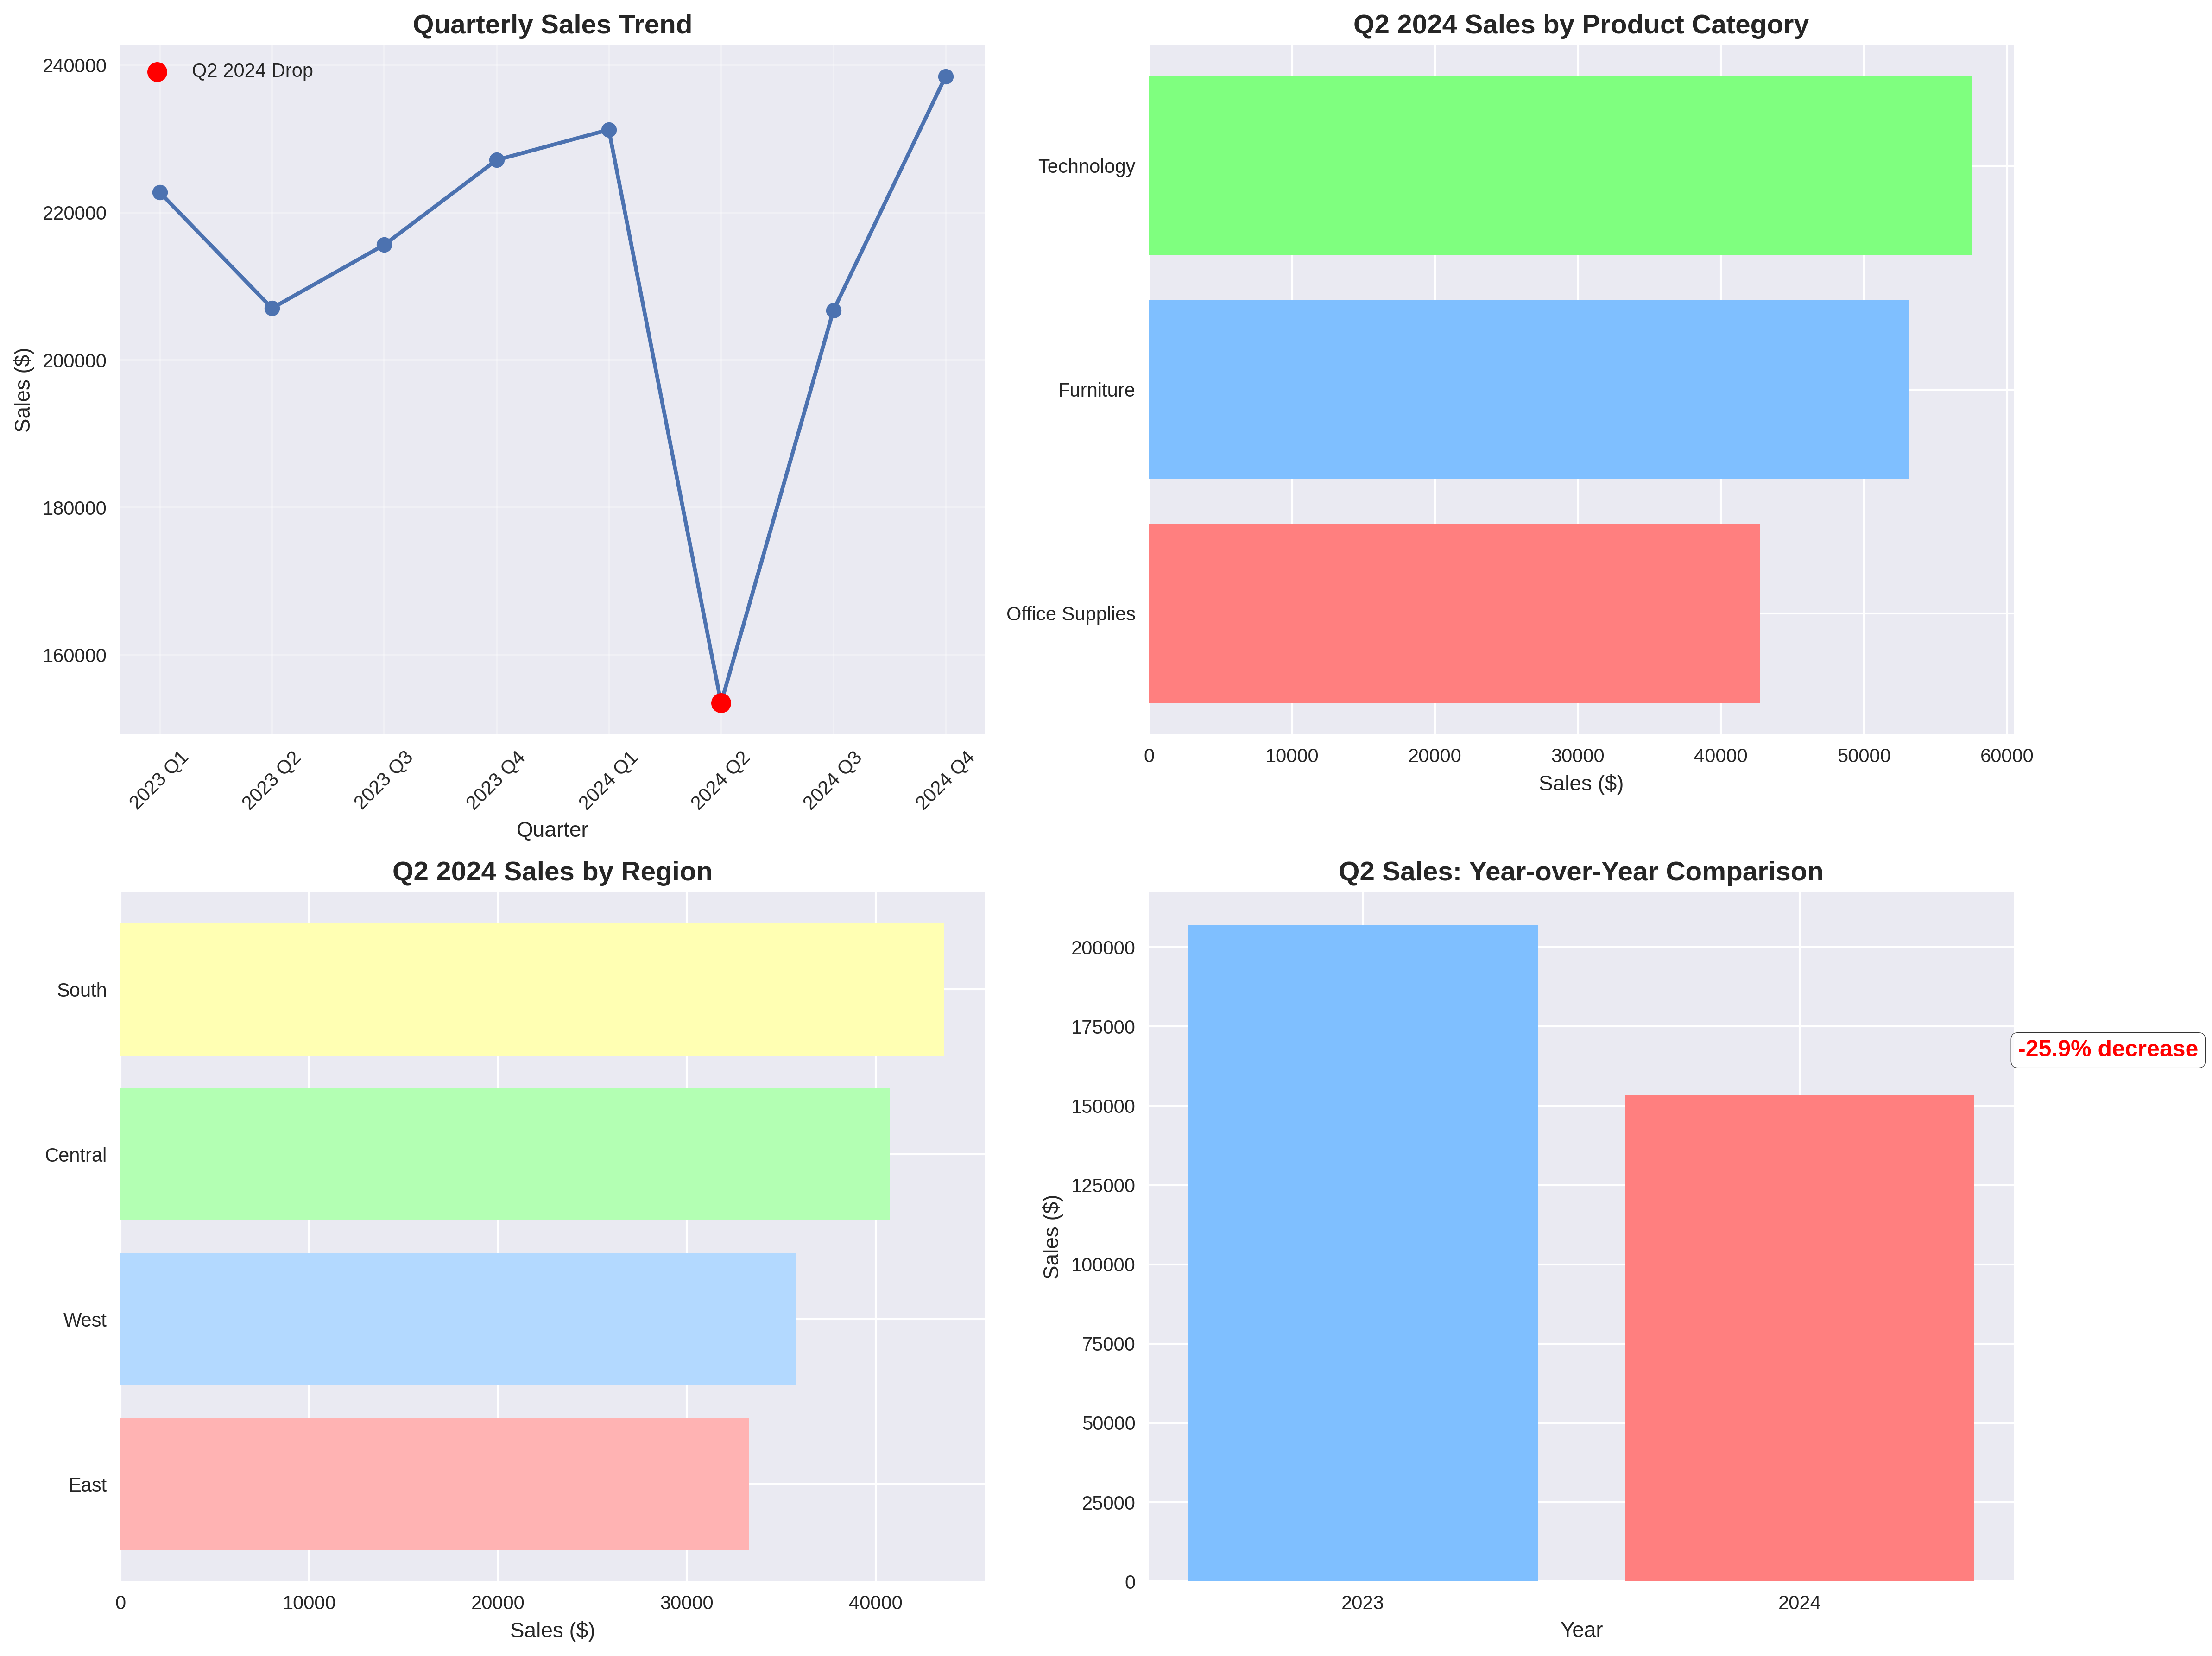 Quarterly Sales Trend
240000
220000
200000
180000
160000
Sales ($)
Q2 2024 Drop
2023 Q1
2023 Q2
2023 Q3
2023 Q4
2024 Q1
2024 Q2
2024 Q3
2024 Q4
Quarter
Q2 2024 Sales by Product Category
Technology
Furniture
Office Supplies
0 10000 20000 30000 40000 50000 60000
Sales ($)
Q2 2024 Sales by Region
South
Central
West
East
0 10000 20000 30000 40000
Sales ($)
Q2 Sales: Year-over-Year Comparison
200000
175000
150000
125000
100000
75000
50000
25000
0
Sales ($)
-25.9% decrease
2023 2024
Year